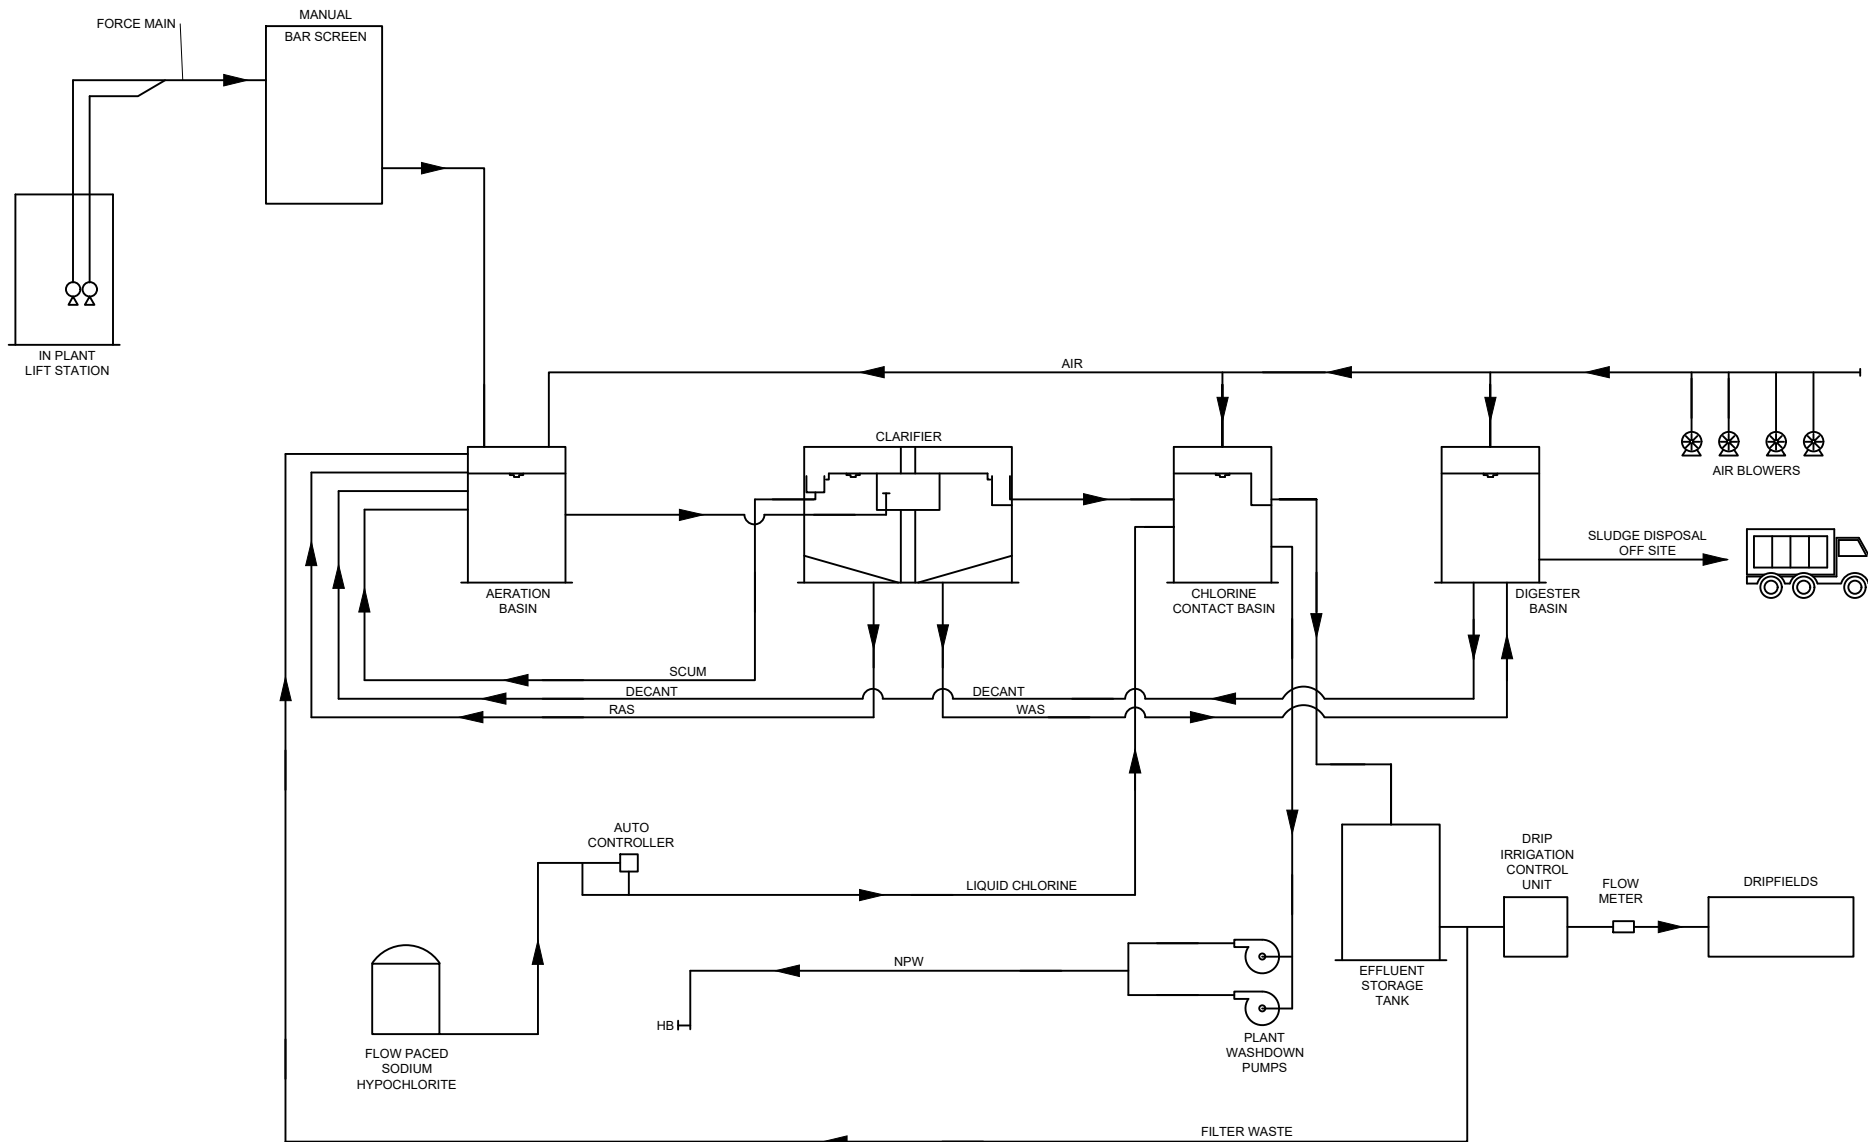 FORCE MAIN
MANUAL
BAR SCREEN
IN PLANT
LIFT STATION
AIR
AIR BLOWERS
CLARIFIER
AERATION
BASIN
CHLORINE
CONTACT BASIN
DIGESTER
BASIN
SLUDGE DISPOSAL
OFF SITE
SCUM
DECANT
DECANT
RAS
WAS
AUTO
CONTROLLER
LIQUID CHLORINE
FLOW PACED
SODIUM
HYPOCHLORITE
NPW
HB
PLANT
WASHDOWN
PUMPS
EFFLUENT
STORAGE
TANK
DRIP
IRRIGATION
CONTROL
UNIT
FLOW
METER
DRIPFIELDS
FILTER WASTE